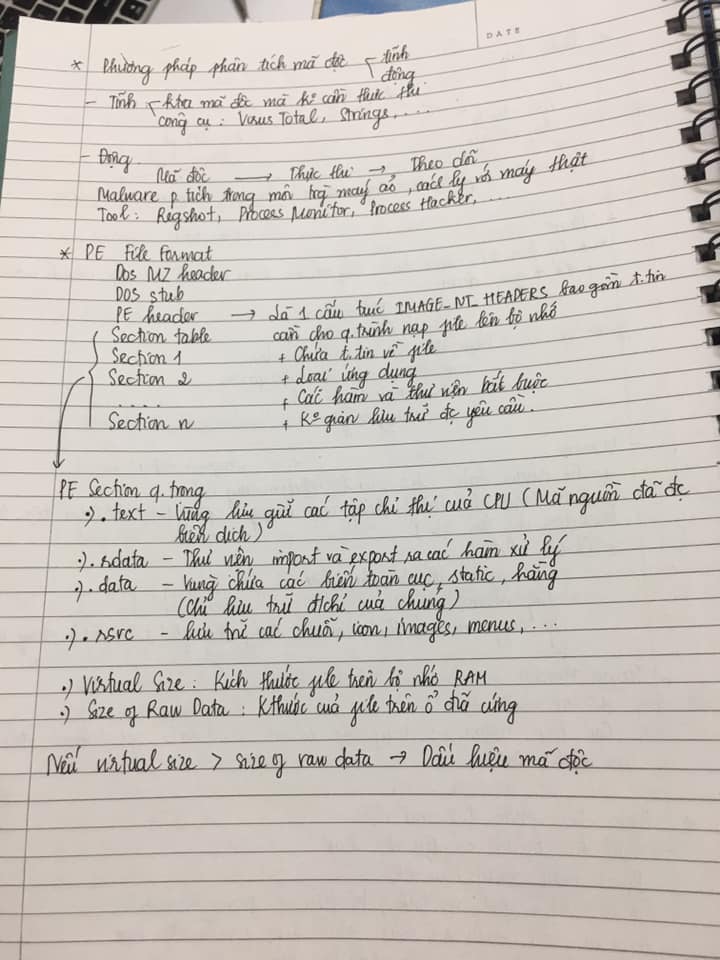 DATE
* Phương pháp phân tích mã độc tĩnh
động
- Tĩnh khai mã độc mà ko cần thực thi
công cụ : Virus Total, Strings, ....
- Động.
Mã độc → Thực thi → Theo dõi
Malware p tích trong môi trg máy ảo, cách ly với máy thật
Tool : Regshot, Process Monitor, Process Hacker, ....
* PE File Format
Dos MZ header
DOS stub
PE header → Là 1 cấu trúc IMAGE_NT_HEADERS bao gồm t.tin
Section table cần cho q.trình nạp file lên bộ nhớ
Section 1 + Chứa t.tin về file
Section 2 + Loại ứng dụng
.... + Các hàm và thư viện bắt buộc
Section n + Ko gian lưu trữ đc yêu cầu.
PE Section q.trong
.) .text - Vùng lưu giữ các tập chỉ thị của CPU (Mã nguồn đã đc
biên dịch)
.) .rdata - Thư viện import và export ra các hàm xử lý
.) .data - Vùng chứa các biến toàn cục, static, hằng
(Chỉ lưu trữ đ/chỉ của chúng)
.) .rsrc - lưu trữ các chuỗi, icon, images, menus, ...
.) Virtual Size : Kích thước file trên bộ nhớ RAM
.) Size of Raw Data : Kthước của file trên ổ đĩa cứng
Nếu virtual size > size of raw data → Dấu hiệu mã độc